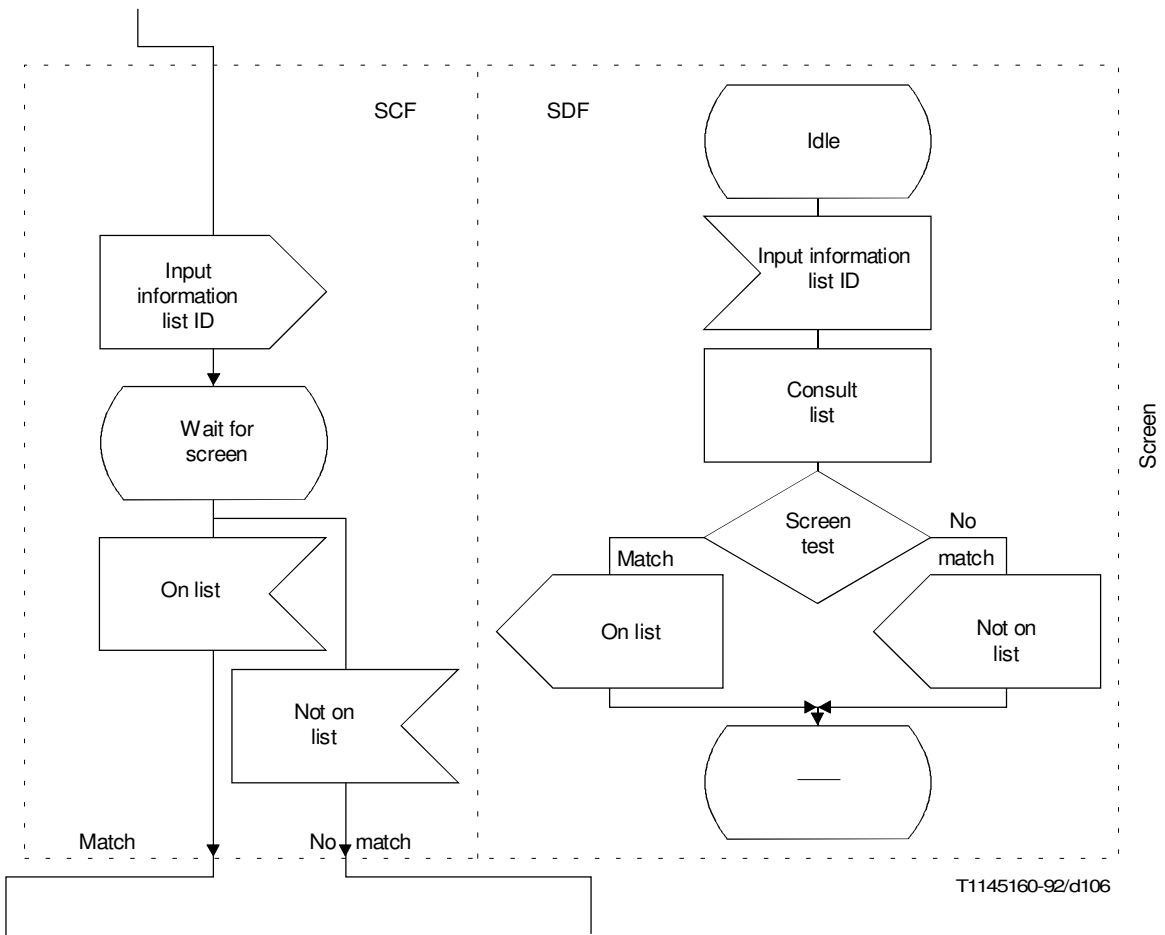 SCF
SDF
Idle
Input
information
list ID
Input information
list ID
Wait for
screen
Consult
list
Screen
Screen
test
Match
No
match
On list
On list
Not on
list
Not on
list
Match
No match
T1145160-92/d106